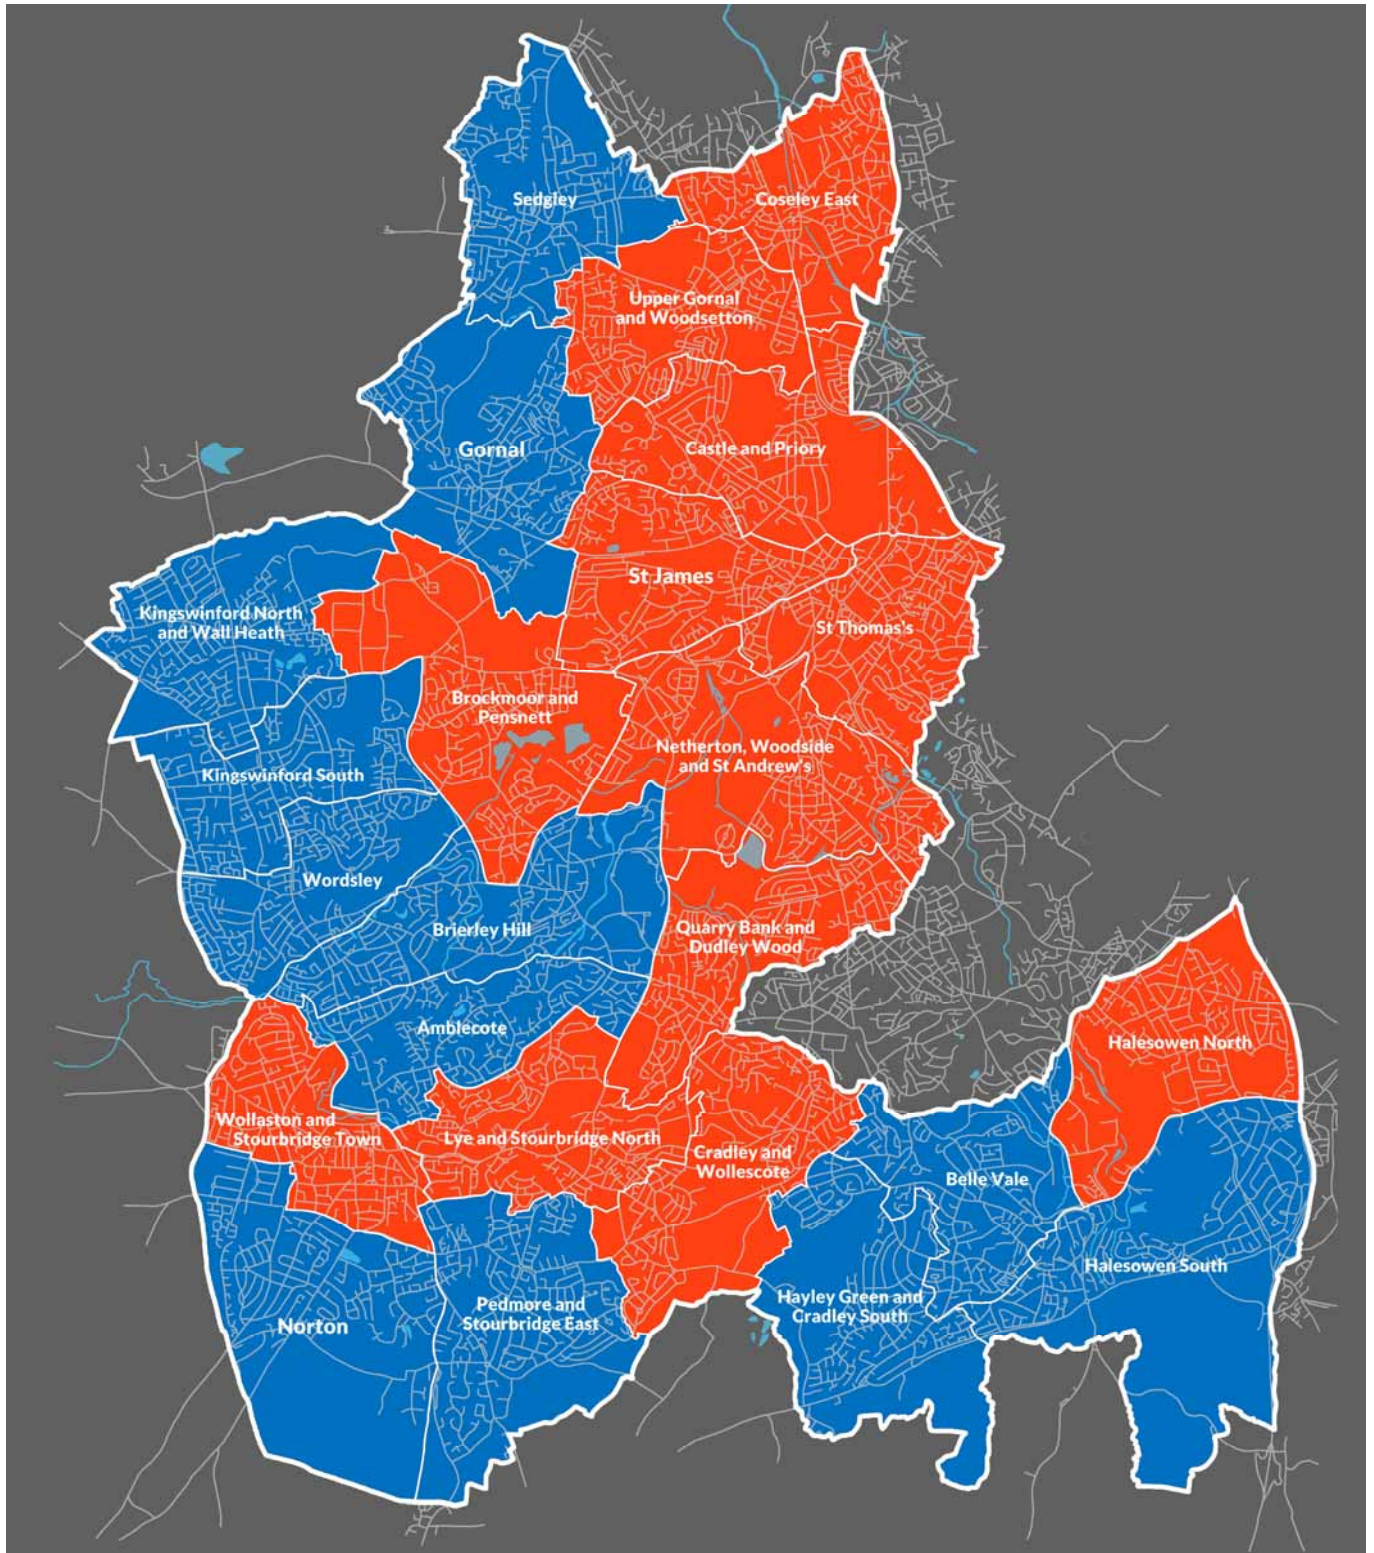 Sedgley
Coseley East
Upper Gornal
and Woodsetton
Gornal
Castle and Priory
St James
St Thomas's
Kingswinford North
and Wall Heath
Brockmoor and
Pensnett
Netherton, Woodside
and St Andrew's
Kingswinford South
Wordsley
Brierley Hill
Quarry Bank and
Dudley Wood
Amblecote
Halesowen North
Wollaston and
Stourbridge Town
Lye and Stourbridge North
Cradley and
Wollescote
Belle Vale
Halesowen South
Hayley Green and
Cradley South
Pedmore and
Stourbridge East
Norton